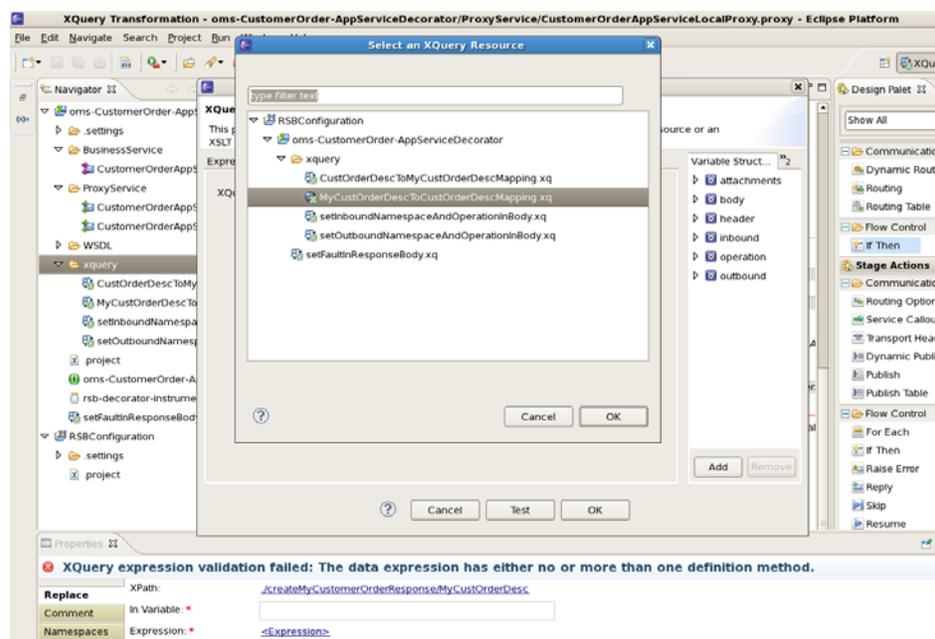 XQuery Transformation - oms-CustomerOrder-AppServiceDecorator/ProxyService/CustomerOrderAppServiceLocalProxy.proxy - Eclipse Platform
File Edit Navigate Search Project Run
XQu
Navigator
oms-CustomerOrder-AppS
.settings
BusinessService
CustomerOrderAppS
ProxyService
CustomerOrderAppS
CustomerOrderAppS
WSDL
xquery
CustOrderDescToMy
MyCustOrderDescTo
setInboundNamespa
setOutboundNamesp
.project
oms-CustomerOrder-A
rsb-decorator-instrume
setFaultInResponseBod
RSBConfiguration
.settings
.project
XQue
This p
XSLT
source or an
Expre
XQu
Select an XQuery Resource
type filter text
RSBConfiguration
oms-CustomerOrder-AppServiceDecorator
xquery
CustOrderDescToMyCustOrderDescMapping.xq
MyCustOrderDescToCustOrderDescMapping.xq
setInboundNamespaceAndOperationInBody.xq
setOutboundNamespaceAndOperationInBody.xq
setFaultInResponseBody.xq
Cancel OK
Variable Struct... »2
attachments
body
header
inbound
operation
outbound
Add Remove
Cancel Test OK
Design Palet
Show All
Communicatio
Dynamic Rout
Routing
Routing Table
Flow Control
If Then
Stage Actions
Communicatio
Routing Option
Service Callou
Transport Hea
Dynamic Publi
Publish
Publish Table
Flow Control
For Each
If Then
Raise Error
Reply
Skip
Resume
Properties
XQuery expression validation failed: The data expression has either no or more than one definition method.
Replace
Comment
Namespaces
XPath: ./createMyCustomerOrderResponse/MyCustOrderDesc
In Variable: *
Expression: * <Expression>